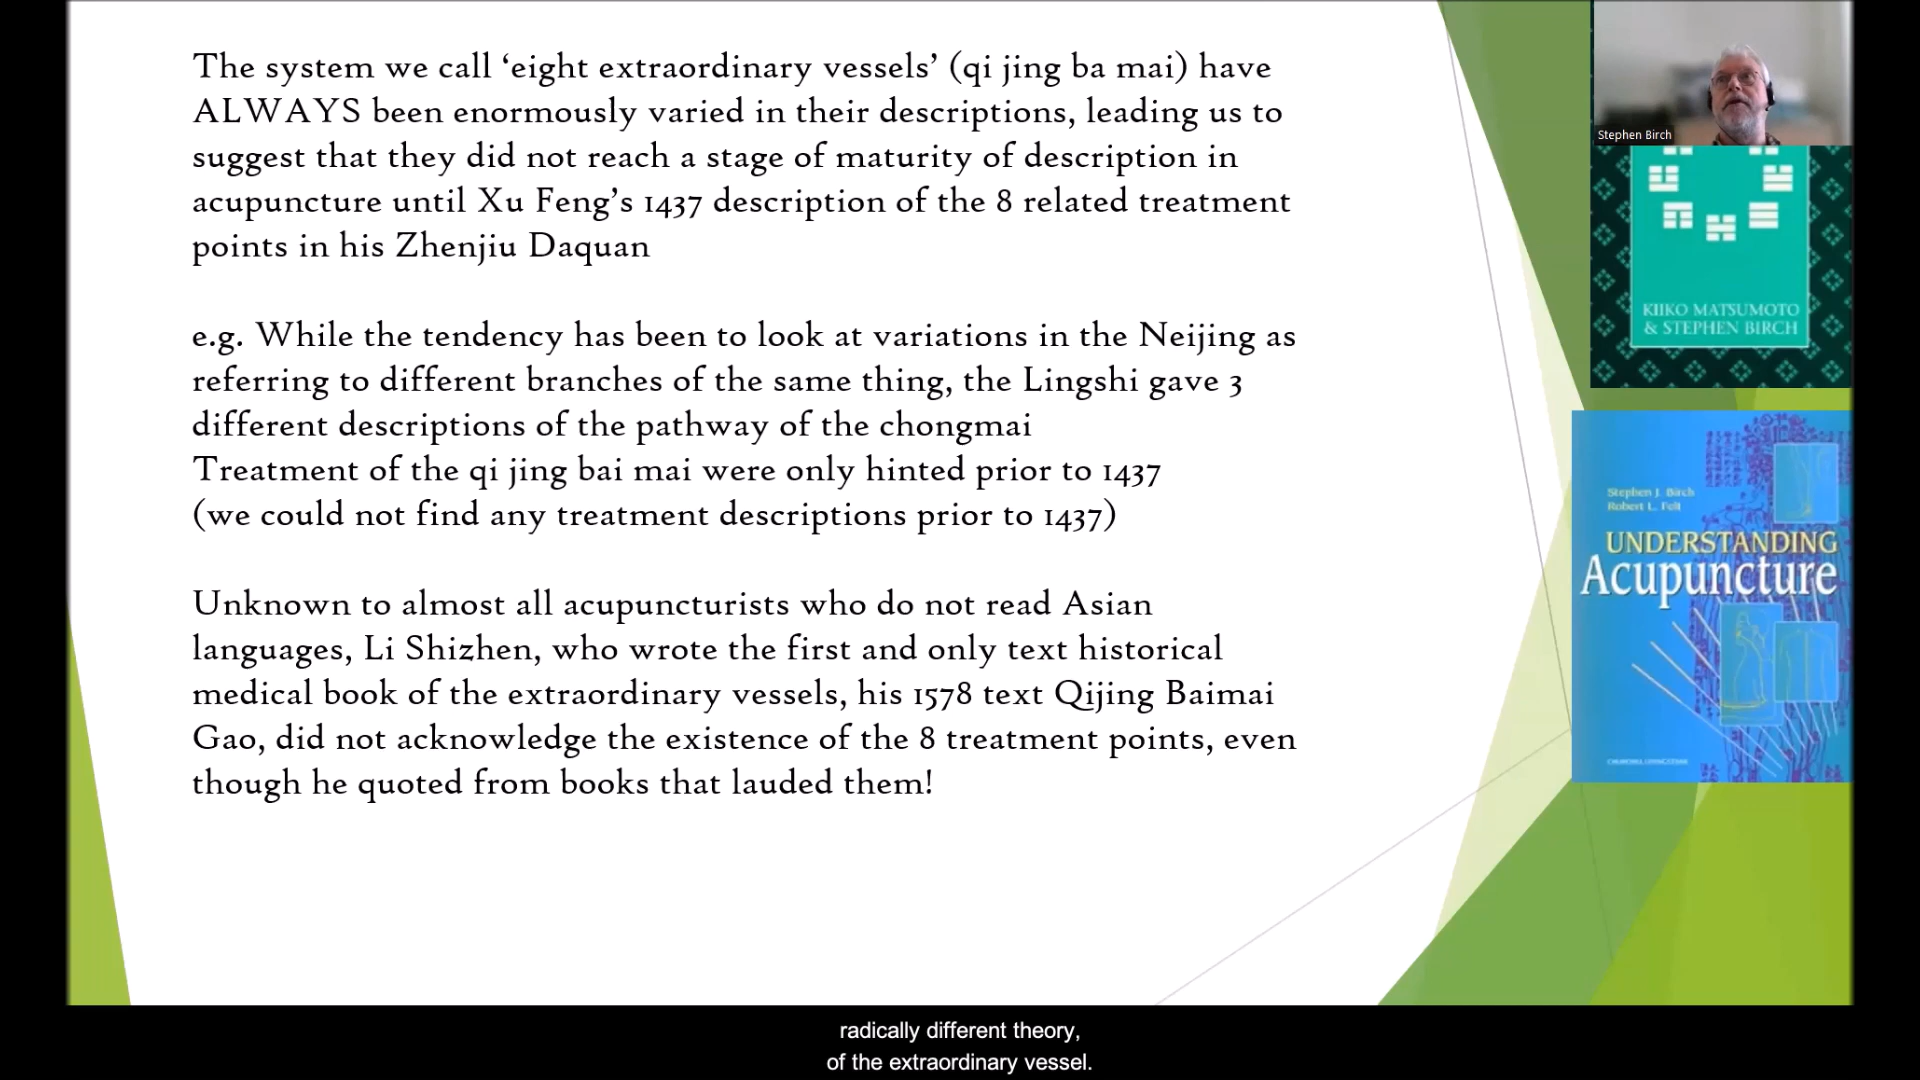 The system we call ‘eight extraordinary vessels’ (qi jing ba mai) have
ALWAYS been enormously varied in their descriptions, leading us to
suggest that they did not reach a stage of maturity of description in
acupuncture until Xu Feng’s 1437 description of the 8 related treatment
points in his Zhenjiu Daquan
e.g. While the tendency has been to look at variations in the Neijing as
referring to different branches of the same thing, the Lingshi gave 3
different descriptions of the pathway of the chongmai
Treatment of the qi jing bai mai were only hinted prior to 1437
(we could not find any treatment descriptions prior to 1437)
Unknown to almost all acupuncturists who do not read Asian
languages, Li Shizhen, who wrote the first and only text historical
medical book of the extraordinary vessels, his 1578 text Qijing Baimai
Gao, did not acknowledge the existence of the 8 treatment points, even
though he quoted from books that lauded them!
Stephen Birch
KIIKO MATSUMOTO
& STEPHEN BIRCH
Stephen J. Birch
Robert L. Felt
UNDERSTANDING
Acupuncture
CHURCHILL LIVINGSTONE
radically different theory,
of the extraordinary vessel.